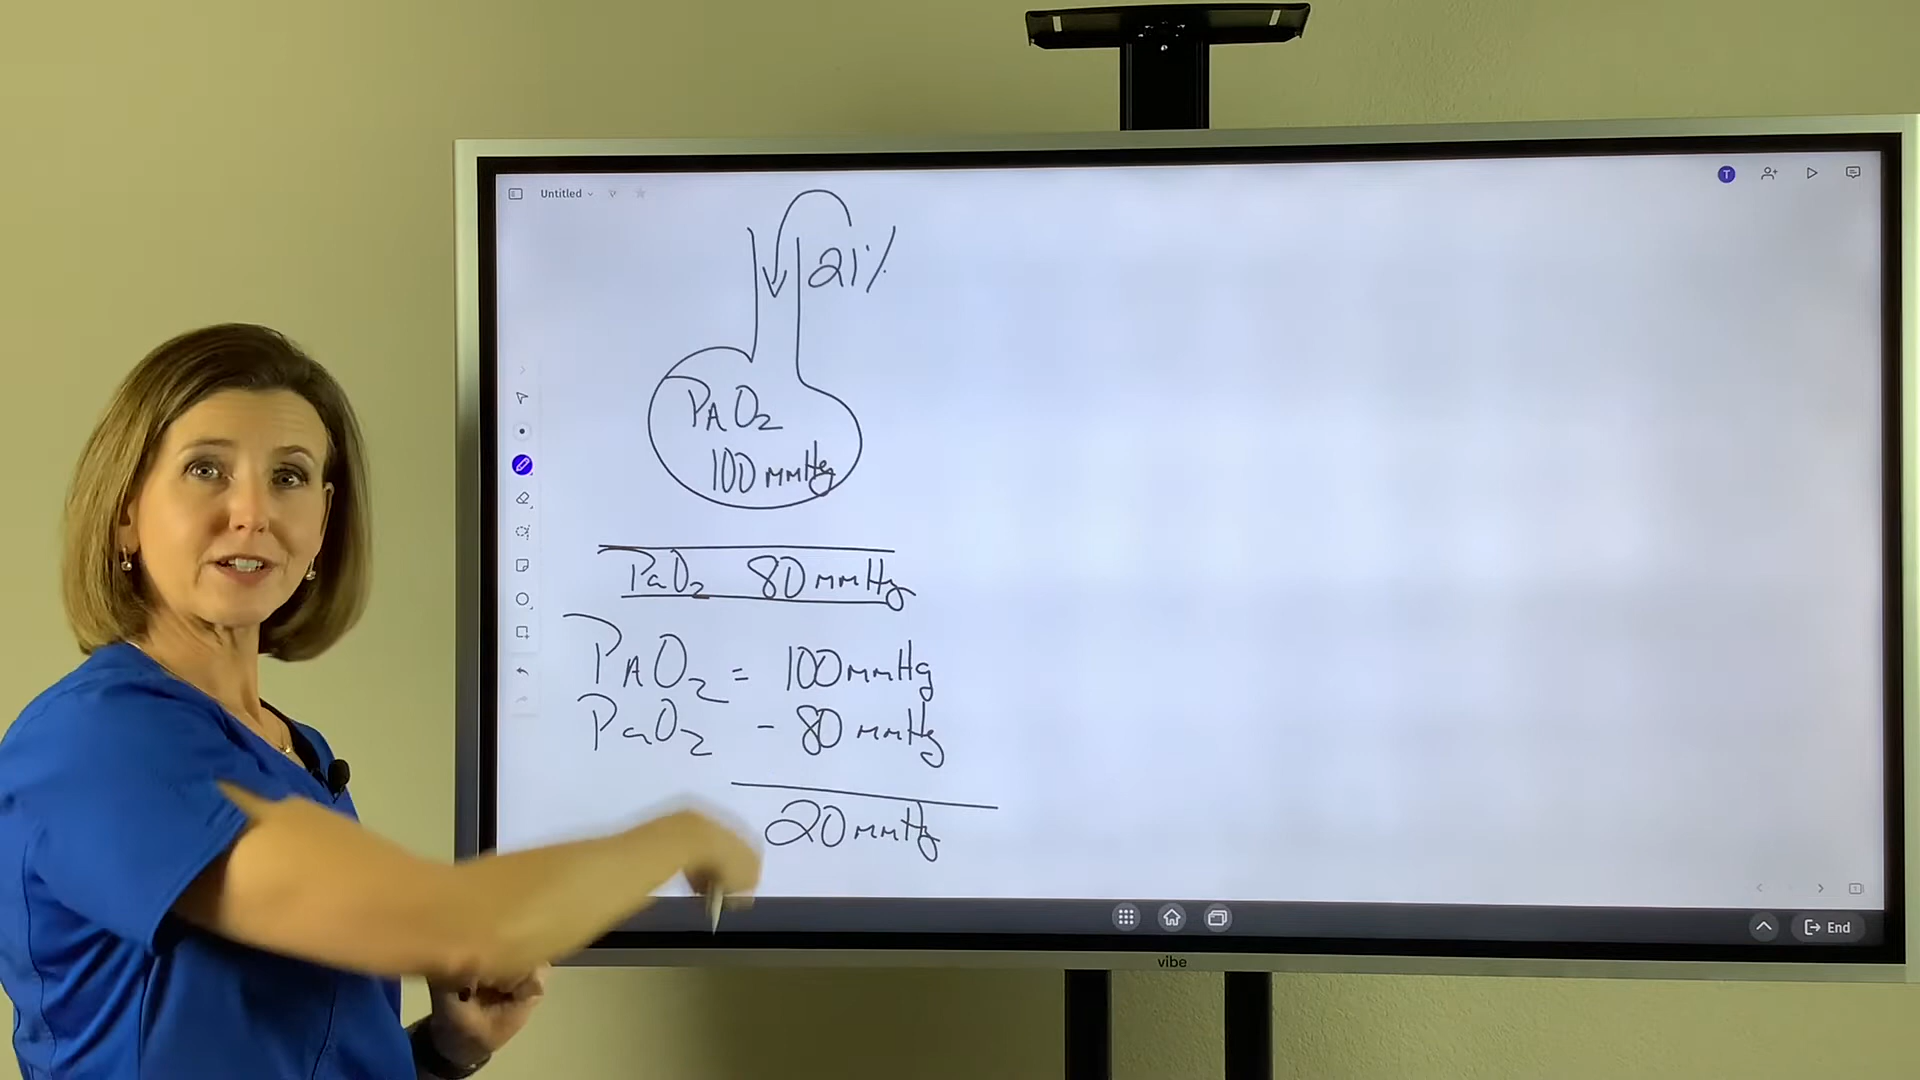 Untitled
T
21%
PAO2
100 mmHg
PaO2 80 mmHg
PAO2 = 100 mmHg
PaO2 - 80 mmHg
20 mmHg
End
vibe